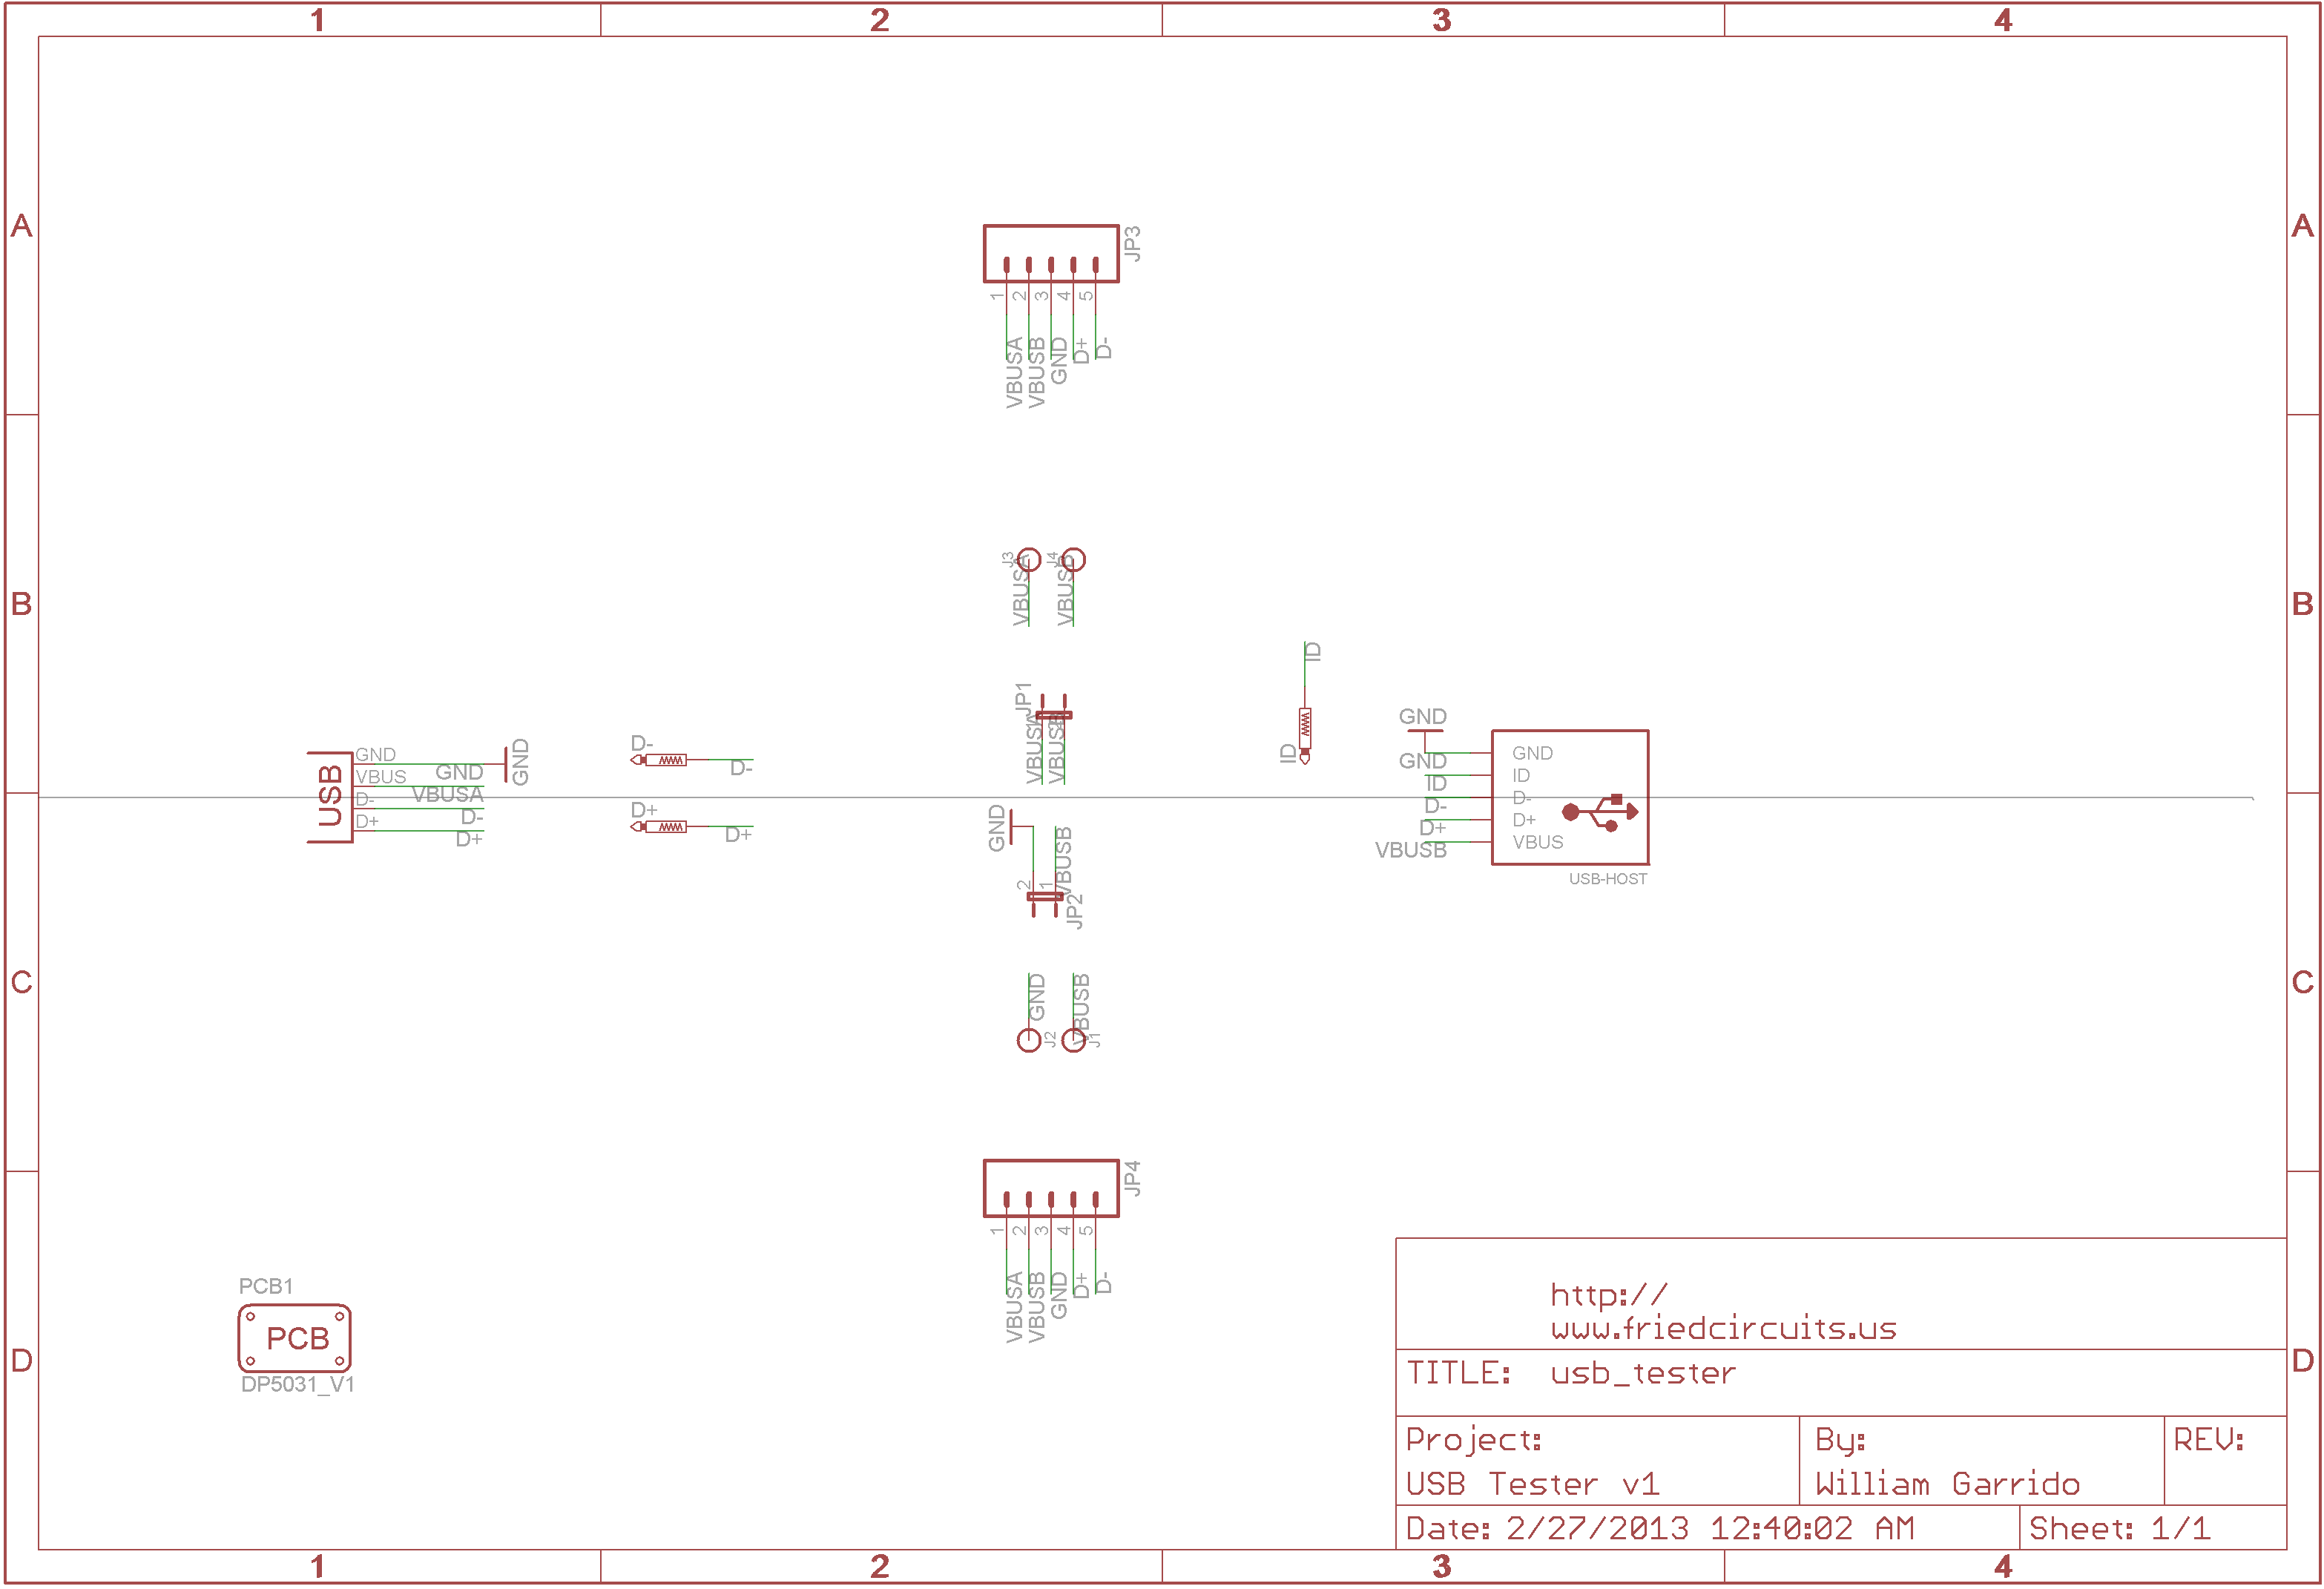 1 2 3 4
A A
JP3
1 2 3 4 5
VBUSA VBUSB GND D+ D-
J3 J4
VBUSA VBUSB
B B
ID
JP1
1 2
VBUSA VBUSB
ID
USB
GND
VBUS
D-
D+
GND
GND
VBUSA
D-
D+
D-
D-
D+
D+
GND
GND
ID
D-
D+
VBUSB
GND
ID
D-
D+
VBUS
USB-HOST
GND
VBUSB
2 1
JP2
C C
GND VBUSB
J2 J1
JP4
1 2 3 4 5
VBUSA VBUSB GND D+ D-
PCB1
PCB
DP5031_V1
D D
http://
www.friedcircuits.us
TITLE: usb_tester
Project:
USB Tester v1
By:
William Garrido
REV:
Date: 2/27/2013 12:40:02 AM
Sheet: 1/1
1 2 3 4